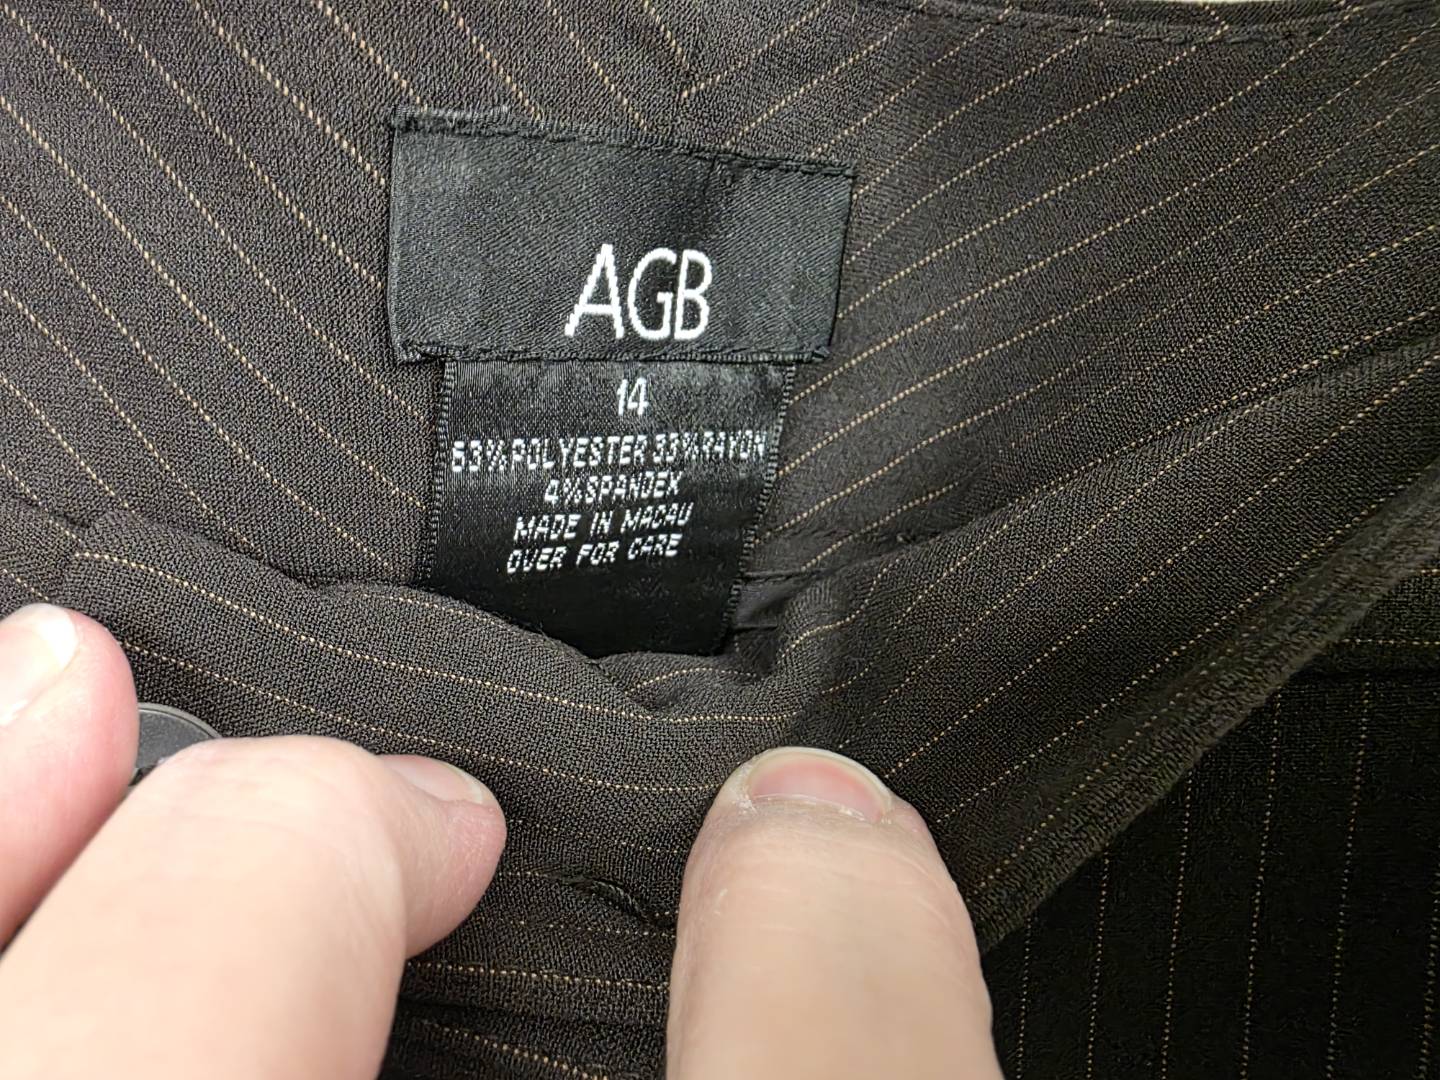 AGB
14
63%POLYESTER 33%RAYON
4%SPANDEX
MADE IN MACAU
OVER FOR CARE